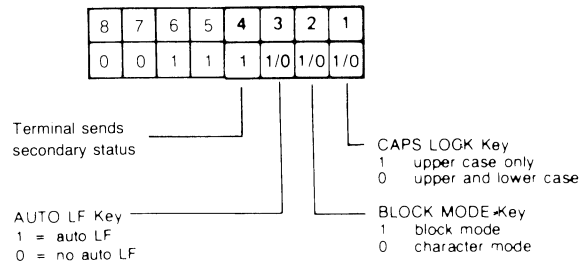 8 7 6 5 4 3 2 1
0 0 1 1 1 1/0 1/0 1/0
Terminal sends
secondary status
CAPS LOGK Key
1 upper case only
0 upper and lower case
AUTO LF Key
1 = auto LF
0 = no auto LF
BLOCK MODE Key
1 block mode
0 character mode